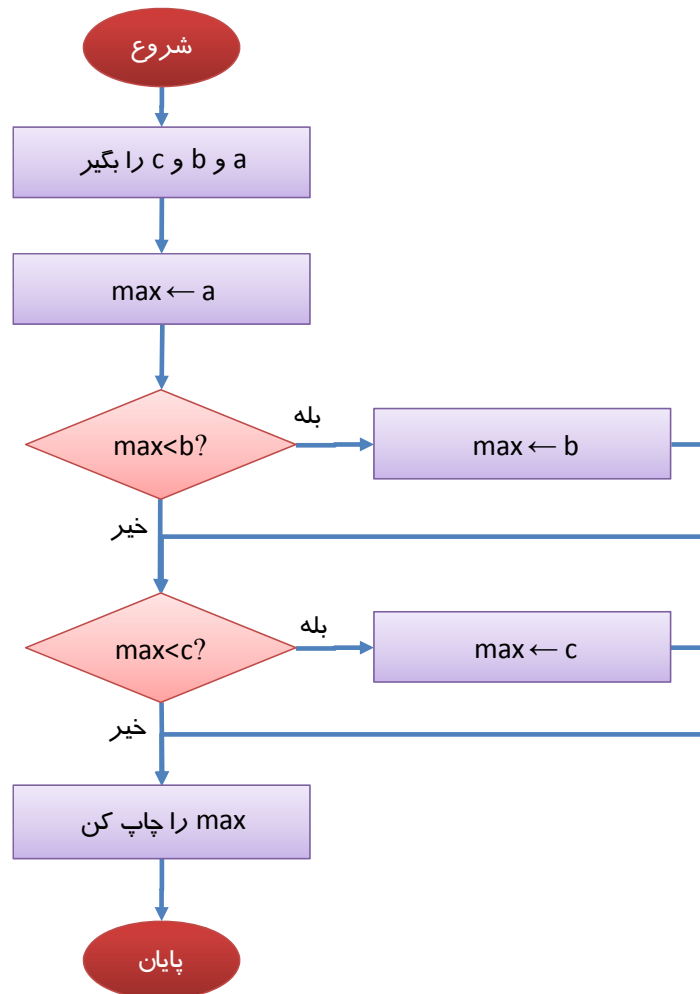 شروع
a و b و c را بگیر
max ← a
max<b?
بله
max ← b
خیر
max<c?
بله
max ← c
خیر
max را چاپ کن
پایان